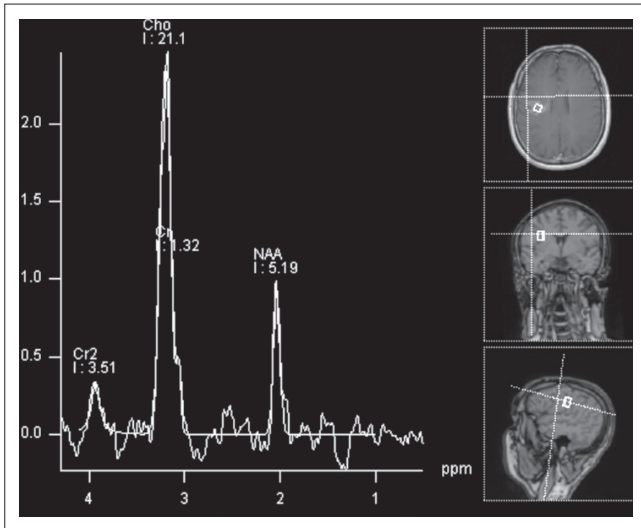 Cho
I : 21.1
2.0
1.5
Cr
I : 1.32
NAA
1.0
I : 5.19
0.5
Cr2
I : 3.51
0.0
ppm
4 3 2 1